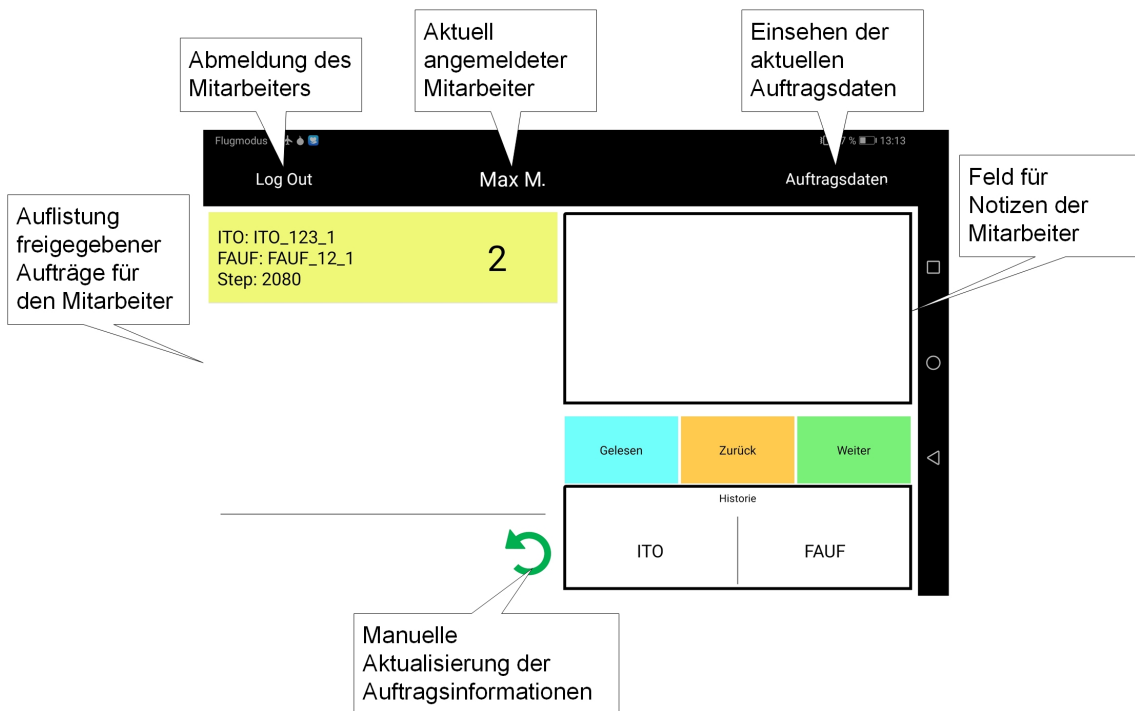 Abmeldung des
Mitarbeiters
Aktuell
angemeldeter
Mitarbeiter
Einsehen der
aktuellen
Auftragsdaten
Flugmodus
7 % 13:13
Log Out
Max M.
Auftragsdaten
Auflistung
freigegebener
Aufträge für
den Mitarbeiter
Feld für
Notizen der
Mitarbeiter
ITO: ITO_123_1
FAUF: FAUF_12_1
Step: 2080
2
Gelesen
Zurück
Weiter
Historie
ITO
FAUF
Manuelle
Aktualisierung der
Auftragsinformationen